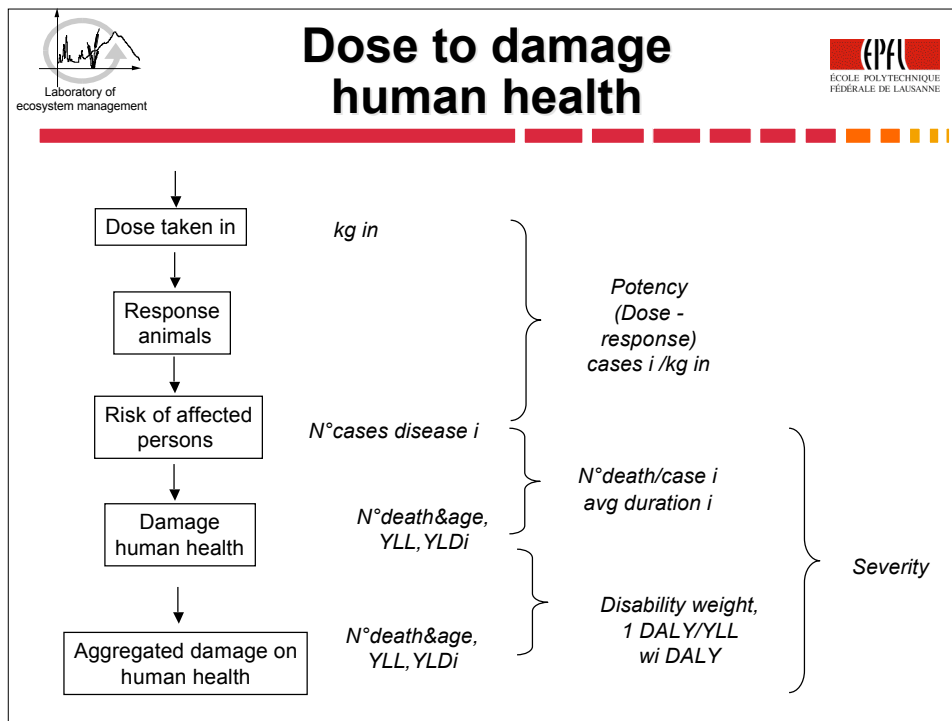 Laboratory of
ecosystem management
Dose to damage
human health
EPFL
ÉCOLE POLYTECHNIQUE
FÉDÉRALE DE LAUSANNE
Dose taken in
kg in
Response
animals
Potency
(Dose -
response)
cases i /kg in
Risk of affected
persons
N°cases disease i
N°death/case i
avg duration i
Damage
human health
N°death&age,
YLL,YLDi
Severity
Disability weight,
1 DALY/YLL
wi DALY
Aggregated damage on
human health
N°death&age,
YLL,YLDi